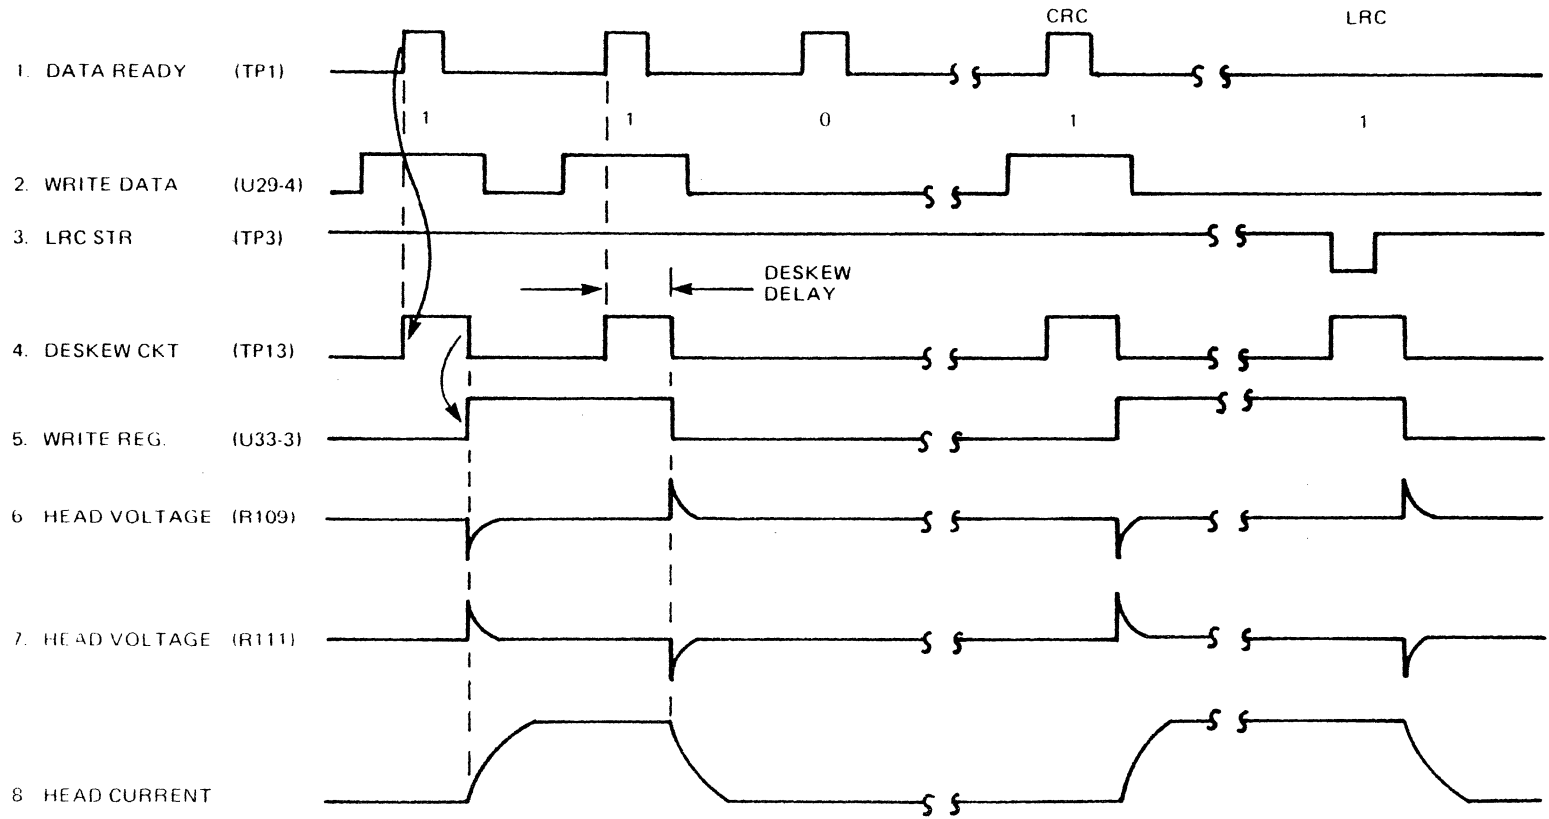 CRC LRC
1. DATA READY (TP1)
1 1 0 1 1
2. WRITE DATA (U29-4)
3. LRC STR (TP3)
DESKEW
DELAY
4. DESKEW CKT (TP13)
5. WRITE REG. (U33-3)
6 HEAD VOLTAGE (R109)
7. HEAD VOLTAGE (R111)
8 HEAD CURRENT